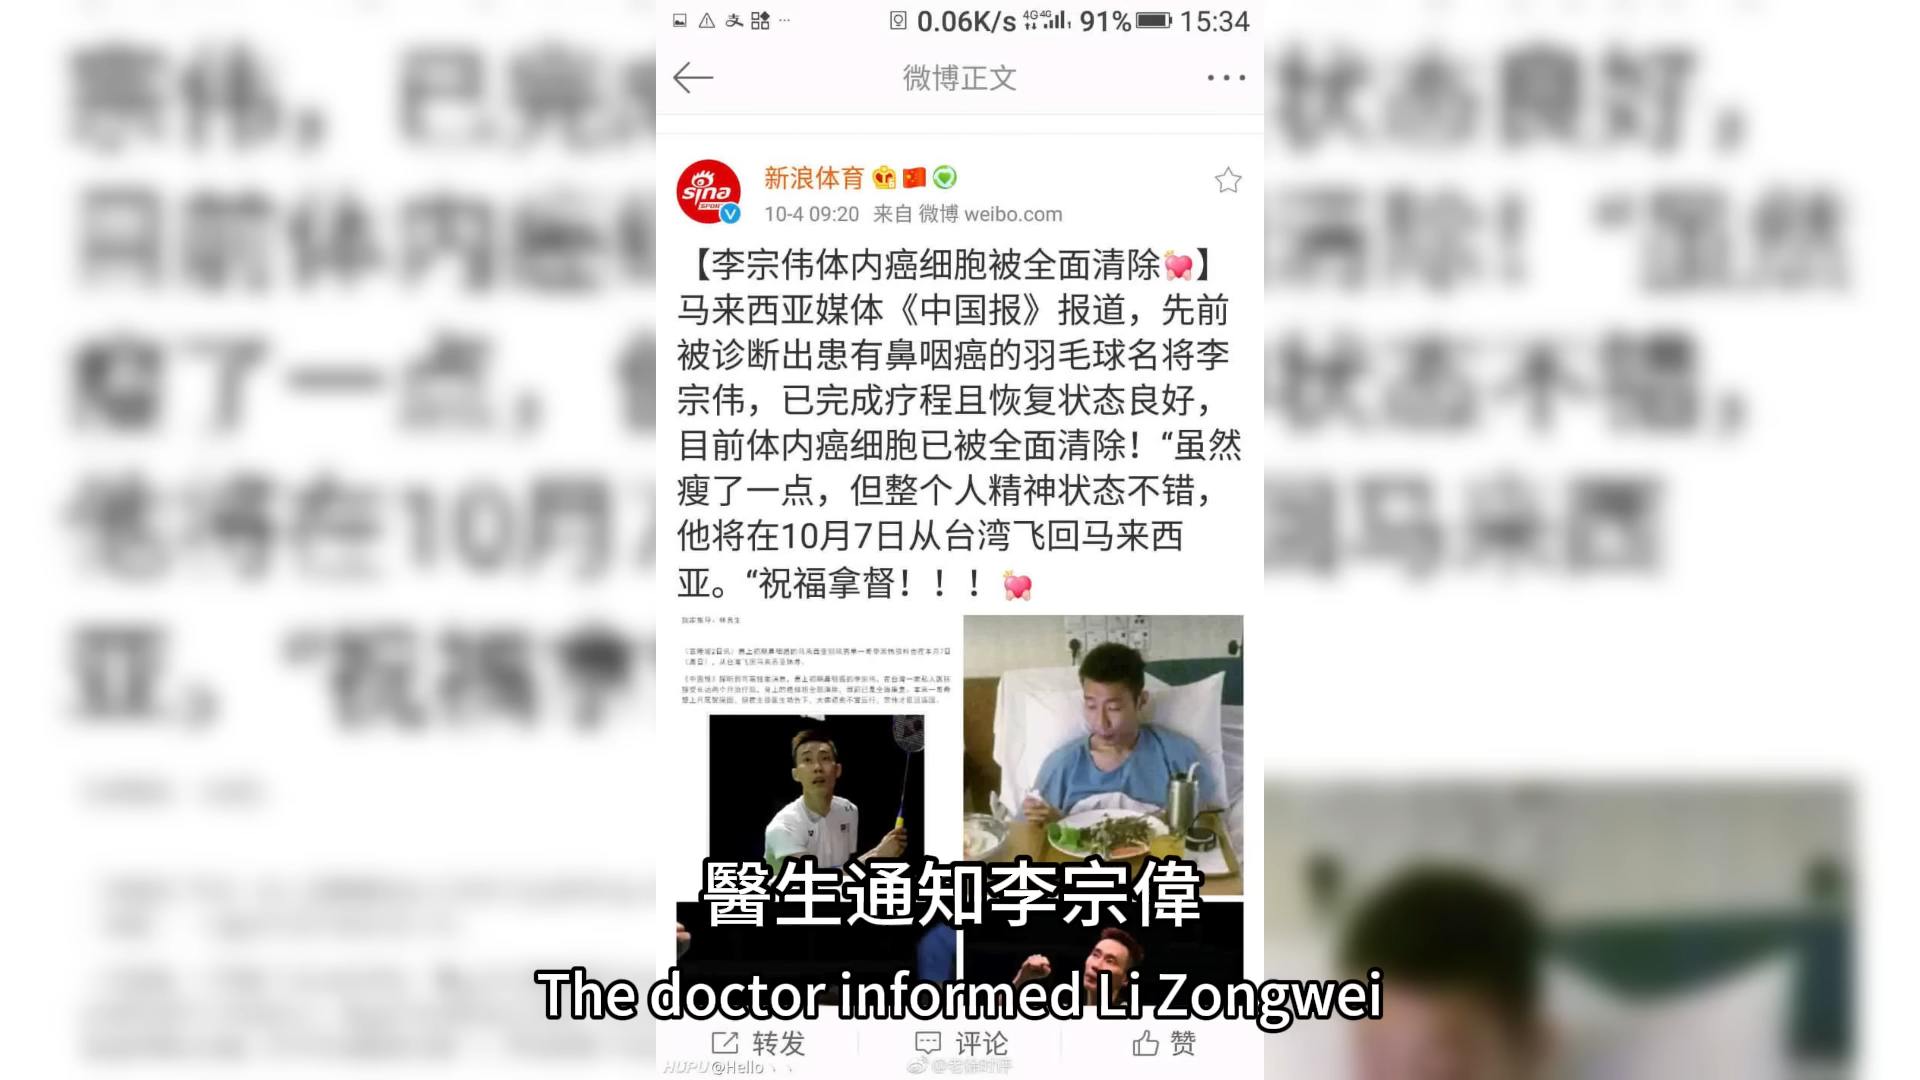 0.06K/s 4G 4G 91% 15:34
微博正文
sina
SPORTS
新浪体育
10-4 09:20 来自 微博 weibo.com
【李宗伟体内癌细胞被全面清除】
马来西亚媒体《中国报》报道，先前
被诊断出患有鼻咽癌的羽毛球名将李
宗伟，已完成疗程且恢复状态良好，
目前体内癌细胞已被全面清除！“虽然
瘦了一点，但整个人精神状态不错，
他将在10月7日从台湾飞回马来西
亚。“祝福拿督！！！
醫生通知李宗偉
The doctor informed Li Zongwei
转发 评论 赞
HUPU@Hello